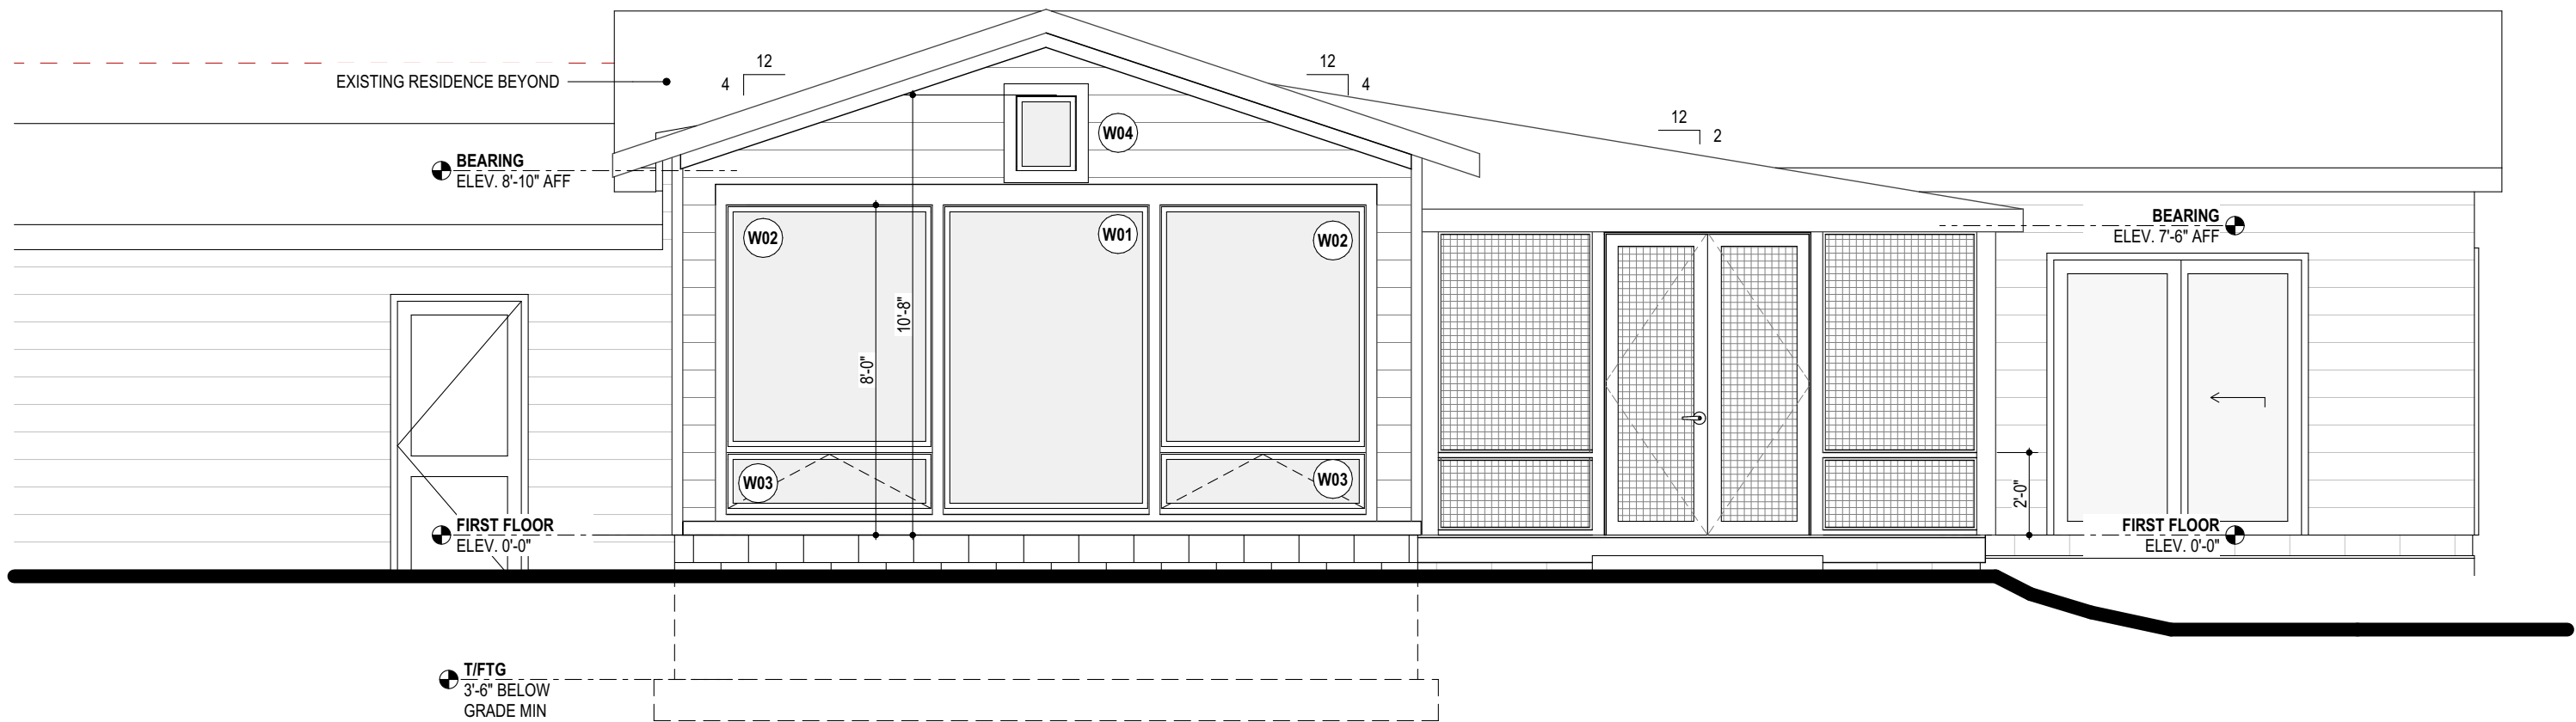 12
4
12
4
EXISTING RESIDENCE BEYOND
12
2
W04
BEARING
ELEV. 8'-10" AFF
W02
W01
W02
BEARING
ELEV. 7'-6" AFF
10'-8"
8'-0"
W03
W03
2'-0"
FIRST FLOOR
ELEV. 0'-0"
FIRST FLOOR
ELEV. 0'-0"
T/FTG
3'-6" BELOW
GRADE MIN